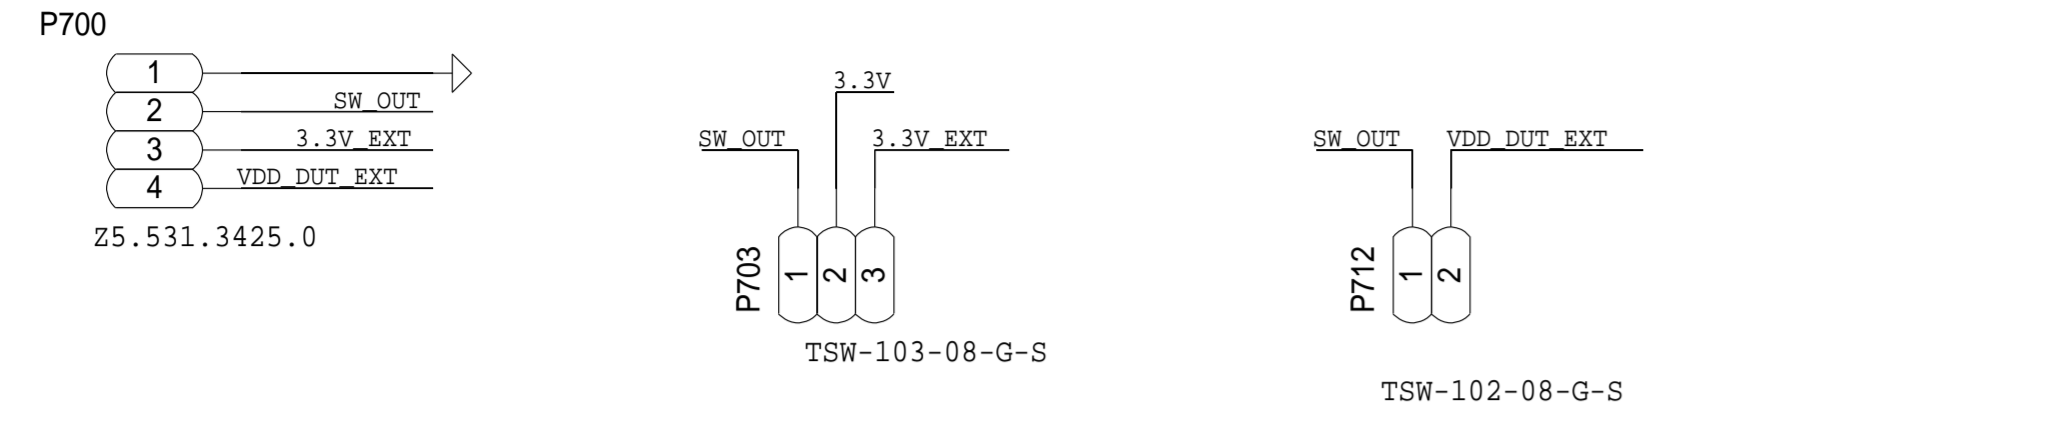 P700
1
2
3
4
SW_OUT
3.3V_EXT
VDD_DUT_EXT
Z5.531.3425.0
3.3V
SW_OUT
3.3V_EXT
P703
1
2
3
TSW-103-08-G-S
SW_OUT
VDD_DUT_EXT
P712
1
2
TSW-102-08-G-S